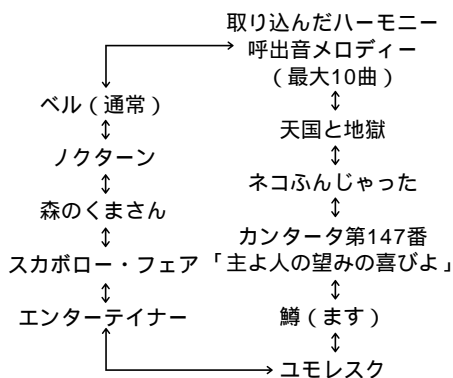 取り込んだハーモニー
呼出音メロディー
（最大10曲）
ベル（通常）
天国と地獄
ノクターン
ネコふんじゃった
森のくまさん
カンタータ第147番
スカボロー・フェア
「主よ人の望みの喜びよ」
エンターテイナー
鱒（ます）
ユモレスク